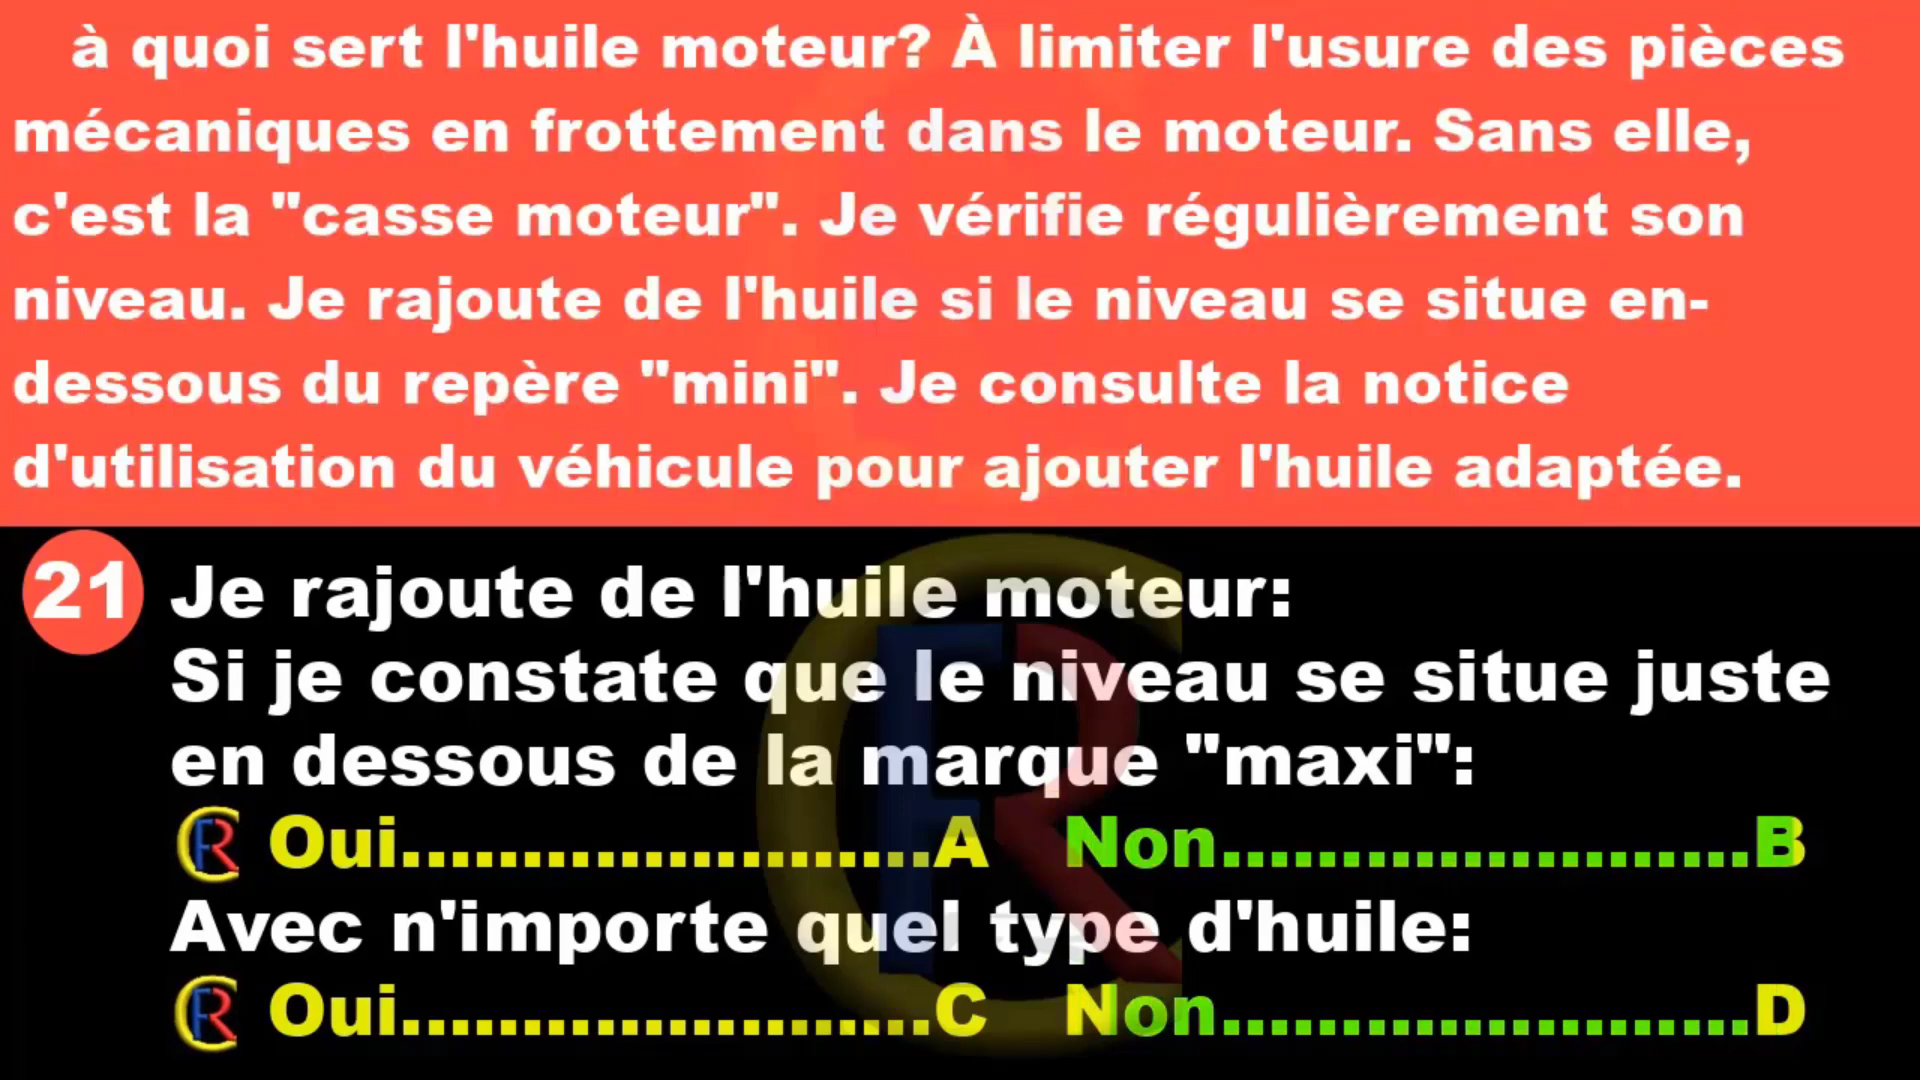 à quoi sert l'huile moteur? À limiter l'usure des pièces
mécaniques en frottement dans le moteur. Sans elle,
c'est la "casse moteur". Je vérifie régulièrement son
niveau. Je rajoute de l'huile si le niveau se situe en-
dessous du repère "mini". Je consulte la notice
d'utilisation du véhicule pour ajouter l'huile adaptée.
21 Je rajoute de l'huile moteur:
Si je constate que le niveau se situe juste
en dessous de la marque "maxi":
CFR Oui......................A Non......................B
Avec n'importe quel type d'huile:
CFR Oui......................C Non......................D